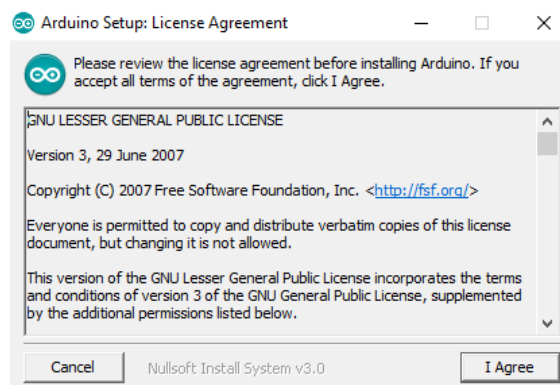 Arduino Setup: License Agreement
Please review the license agreement before installing Arduino. If you
accept all terms of the agreement, click I Agree.
GNU LESSER GENERAL PUBLIC LICENSE
Version 3, 29 June 2007
Copyright (C) 2007 Free Software Foundation, Inc. <http://fsf.org/>
Everyone is permitted to copy and distribute verbatim copies of this license
document, but changing it is not allowed.
This version of the GNU Lesser General Public License incorporates the terms
and conditions of version 3 of the GNU General Public License, supplemented
by the additional permissions listed below.
Cancel
Nullsoft Install System v3.0
I Agree